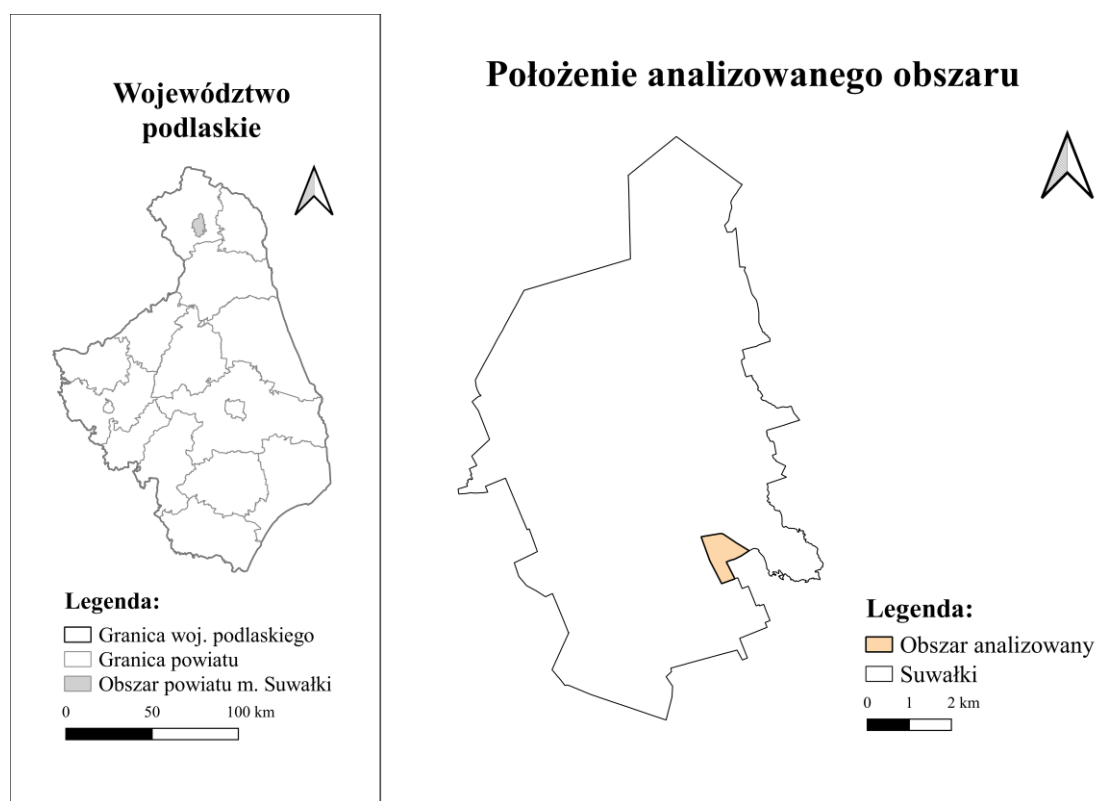 Województwo
podlaskie
Legenda:
Granica woj. podlaskiego
Granica powiatu
Obszar powiatu m. Suwałki
0 50 100 km
Położenie analizowanego obszaru
Legenda:
Obszar analizowany
Suwałki
0 1 2 km